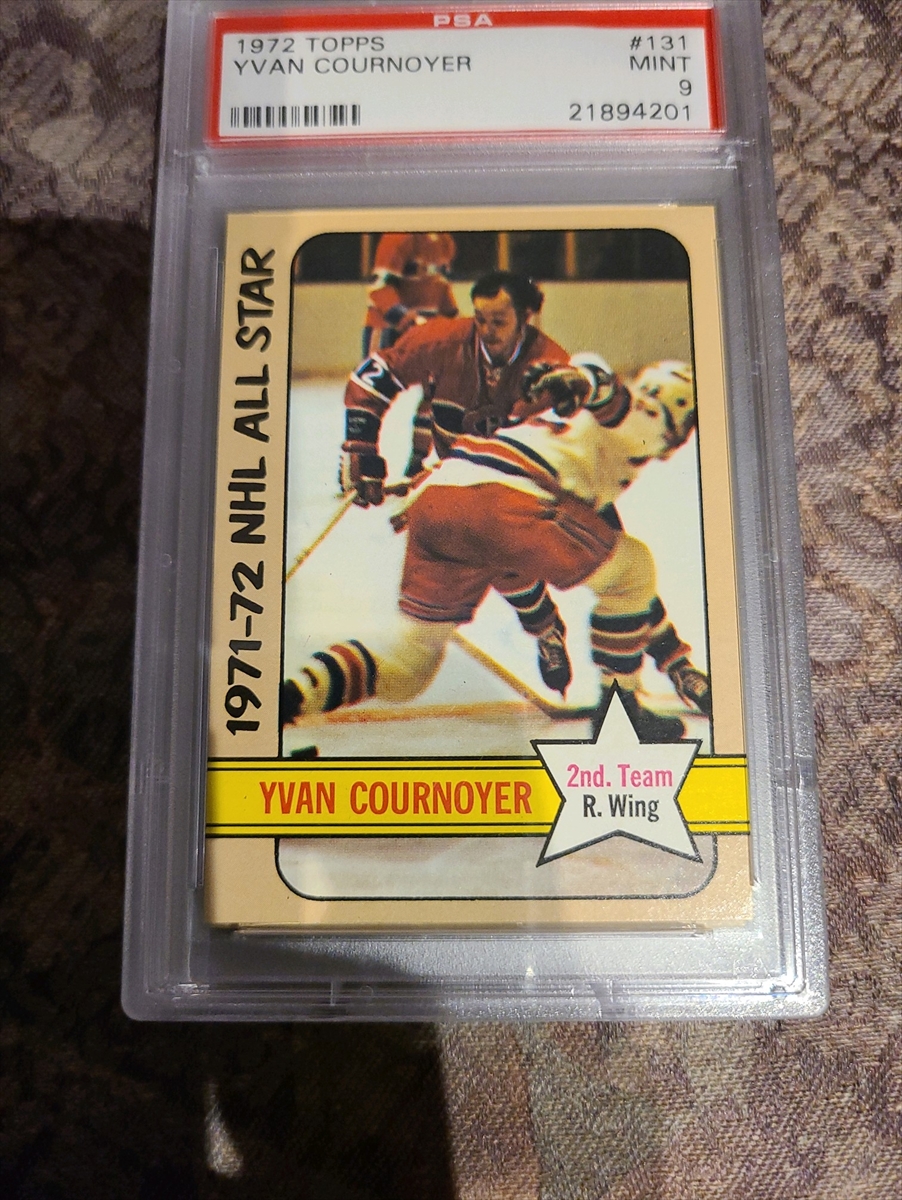 PSA
1972 TOPPS #131
YVAN COURNOYER MINT
9
21894201
1971-72 NHL ALL STAR
12
YVAN COURNOYER
2nd. Team
R. Wing